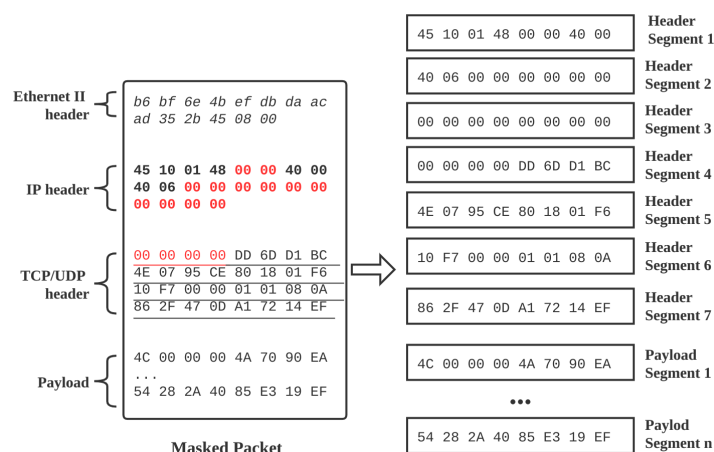 Ethernet II
header
b6 bf 6e 4b ef db da ac
ad 35 2b 45 08 00
IP header
45 10 01 48 00 00 40 00
40 06 00 00 00 00 00 00
00 00 00 00
TCP/UDP
header
00 00 00 00 DD 6D D1 BC
4E 07 95 CE 80 18 01 F6
10 F7 00 00 01 01 08 0A
86 2F 47 0D A1 72 14 EF
Payload
4C 00 00 00 4A 70 90 EA
...
54 28 2A 40 85 E3 19 EF
Masked Packet
45 10 01 48 00 00 40 00
Header
Segment 1
40 06 00 00 00 00 00 00
Header
Segment 2
00 00 00 00 00 00 00 00
Header
Segment 3
00 00 00 00 DD 6D D1 BC
Header
Segment 4
4E 07 95 CE 80 18 01 F6
Header
Segment 5
10 F7 00 00 01 01 08 0A
Header
Segment 6
86 2F 47 0D A1 72 14 EF
Header
Segment 7
4C 00 00 00 4A 70 90 EA
Payload
Segment 1
•••
54 28 2A 40 85 E3 19 EF
Paylod
Segment n